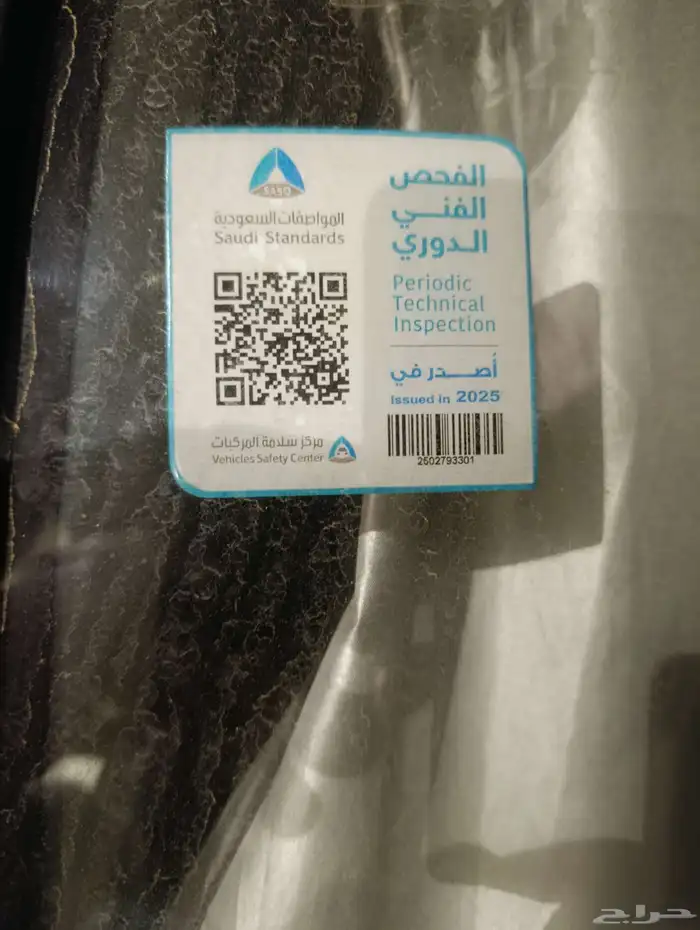 SASO
المواصفات السعودية
Saudi Standards
الفحص
الفني
الدوري
Periodic
Technical
Inspection
أصدر في
Issued in 2025
2502793301
مركز سلامة المركبات
Vehicles Safety Center
حراج